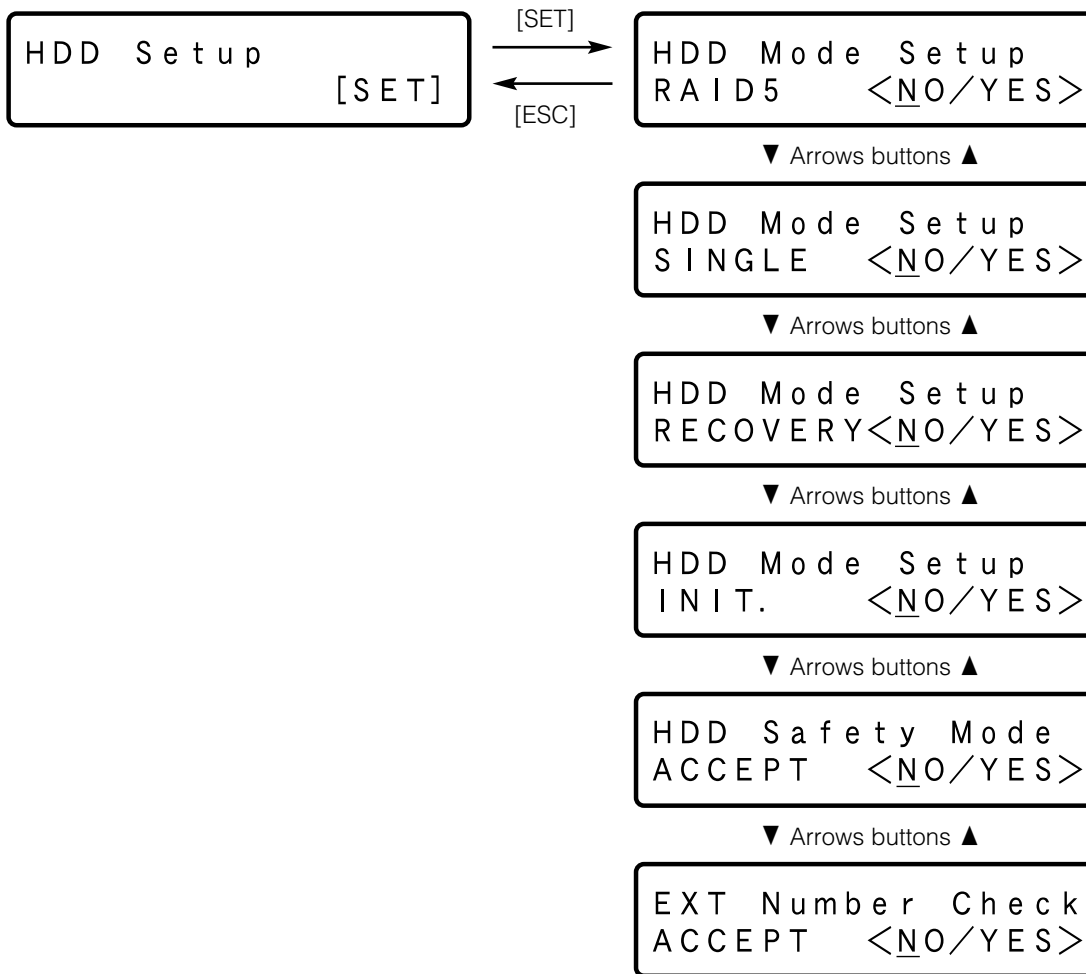 HDD Setup
[SET]
[SET]
[ESC]
HDD Mode Setup
RAID5 <NO/YES>
▼ Arrows buttons ▲
HDD Mode Setup
SINGLE <NO/YES>
▼ Arrows buttons ▲
HDD Mode Setup
RECOVERY<NO/YES>
▼ Arrows buttons ▲
HDD Mode Setup
INIT. <NO/YES>
▼ Arrows buttons ▲
HDD Safety Mode
ACCEPT <NO/YES>
▼ Arrows buttons ▲
EXT Number Check
ACCEPT <NO/YES>